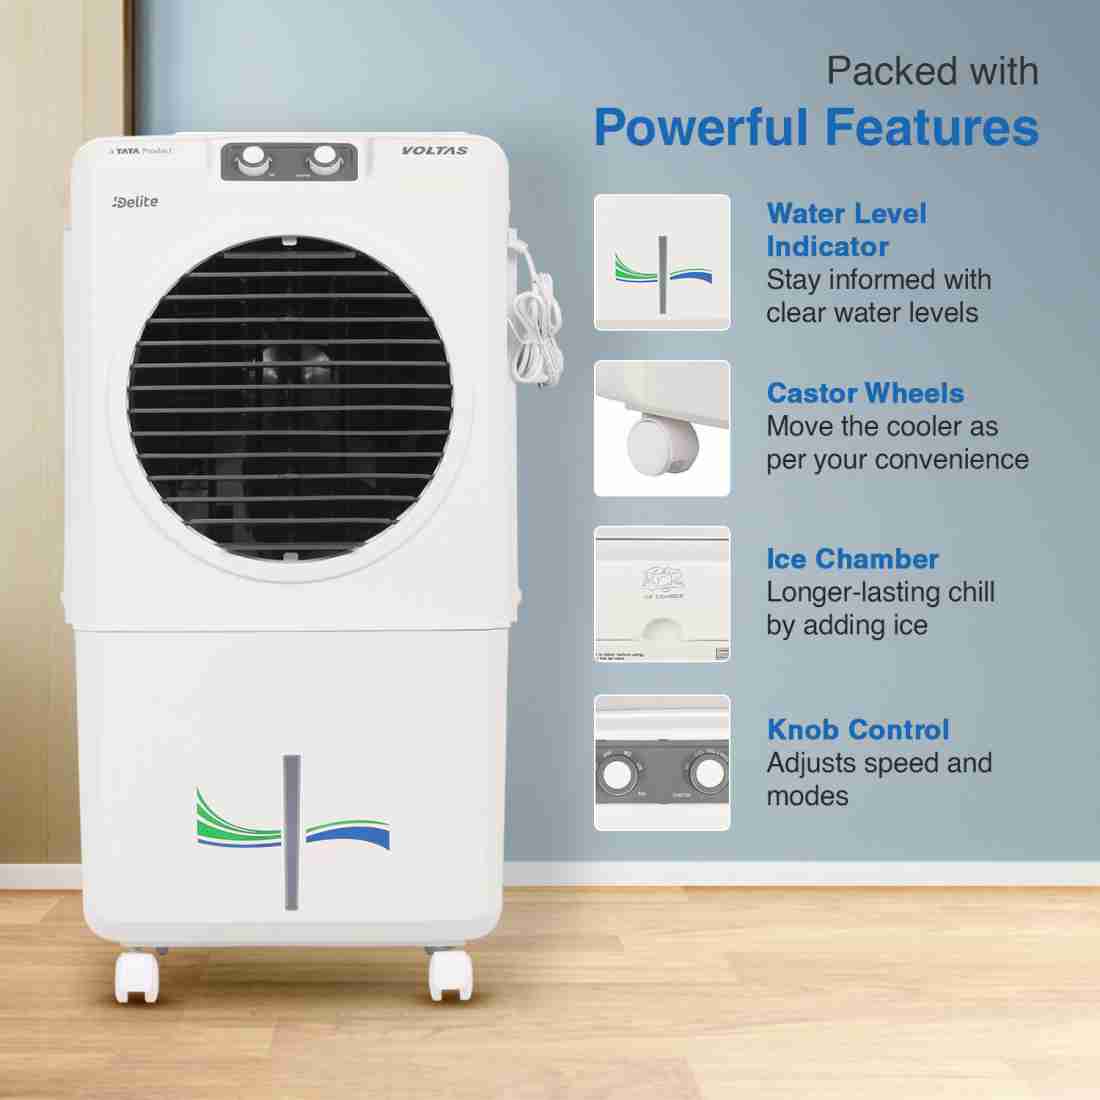 Packed with
Powerful Features
A TATA Product
VOLTAS
Delite
Water Level
Indicator
Stay informed with
clear water levels
Castor Wheels
Move the cooler as
per your convenience
ICE CHAMBER
Ice Chamber
Longer-lasting chill
by adding ice
Knob Control
Adjusts speed and
modes